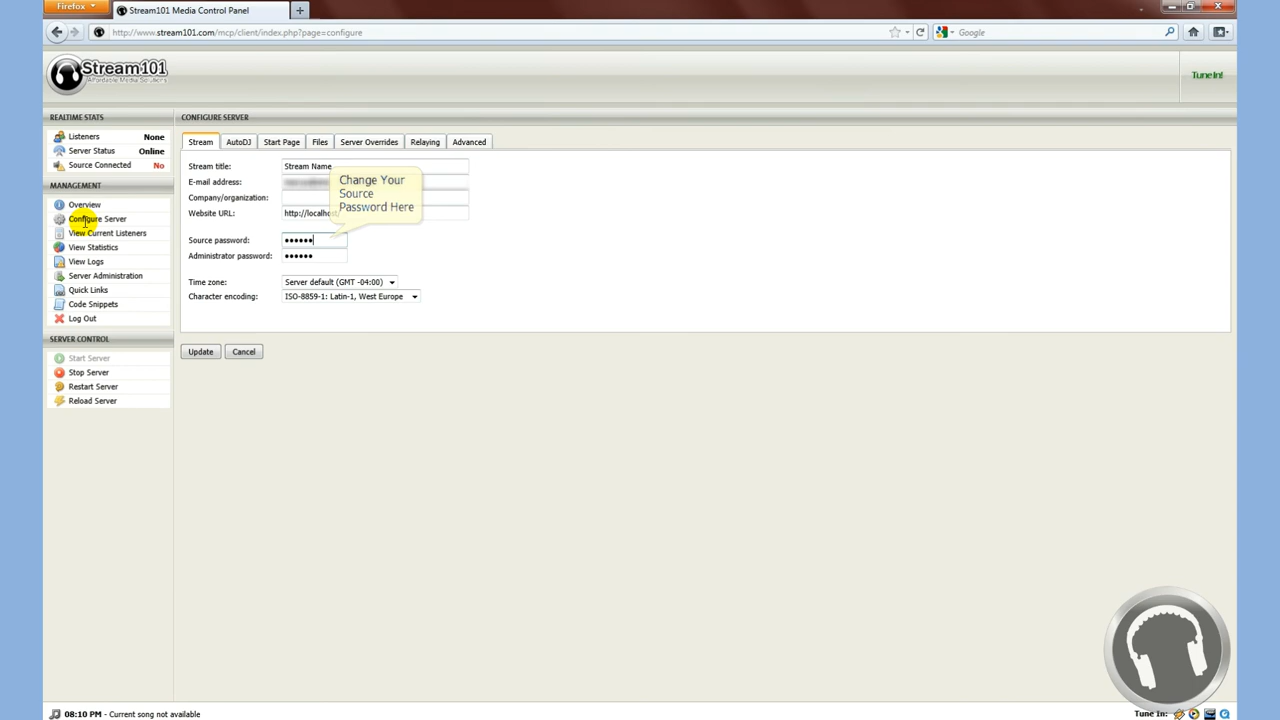 Firefox
Stream101 Media Control Panel
http://www.stream101.com/mcp/client/index.php?page=configure
Google
Stream101
Affordable Media Solutions
Tune In!
REALTIME STATS
Listeners None
Server Status Online
Source Connected No
MANAGEMENT
Overview
Configure Server
View Current Listeners
View Statistics
View Logs
Server Administration
Quick Links
Code Snippets
Log Out
SERVER CONTROL
Start Server
Stop Server
Restart Server
Reload Server
CONFIGURE SERVER
Stream AutoDJ Start Page Files Server Overrides Relaying Advanced
Stream title: Stream Name
E-mail address:
Company/organization:
Website URL: http://localhost/
Source password: ••••••
Administrator password: ••••••
Time zone: Server default (GMT -04:00)
Character encoding: ISO-8859-1: Latin-1, West Europe
Change Your
Source
Password Here
Update Cancel
08:10 PM - Current song not available
Tune In: